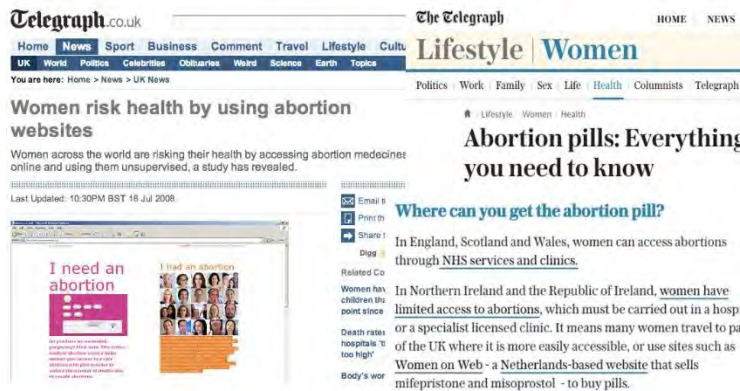 Telegraph.co.uk
Home News Sport Business Comment Travel Lifestyle
UK World Politics Celebrities Obituaries Weird Science Earth Topics
You are here: Home > News > UK News
Women risk health by using abortion
websites
Women across the world are risking their health by accessing abortion medecines
online and using them unsupervised, a study has revealed.
Last Updated: 10:30PM BST 16 Jul 2008
I need an
abortion
I had an abortion
Email
Print
Share
Digg
Related
Women
children
point since
Death
hospitals
too high'
Body's
The Telegraph
HOME NEWS
Lifestyle Women
Politics Work Family Sex Life Health Columnists Telegraph
Lifestyle Women Health
Abortion pills: Everything
you need to know
Where can you get the abortion pill?
In England, Scotland and Wales, women can access abortions
through NHS services and clinics.
In Northern Ireland and the Republic of Ireland, women have
limited access to abortions, which must be carried out in a
or a specialist licensed clinic. It means many women travel to
of the UK where it is more easily accessible, or use sites such as
Women on Web - a Netherlands-based website that sells
mifepristone and misoprostol - to buy pills.